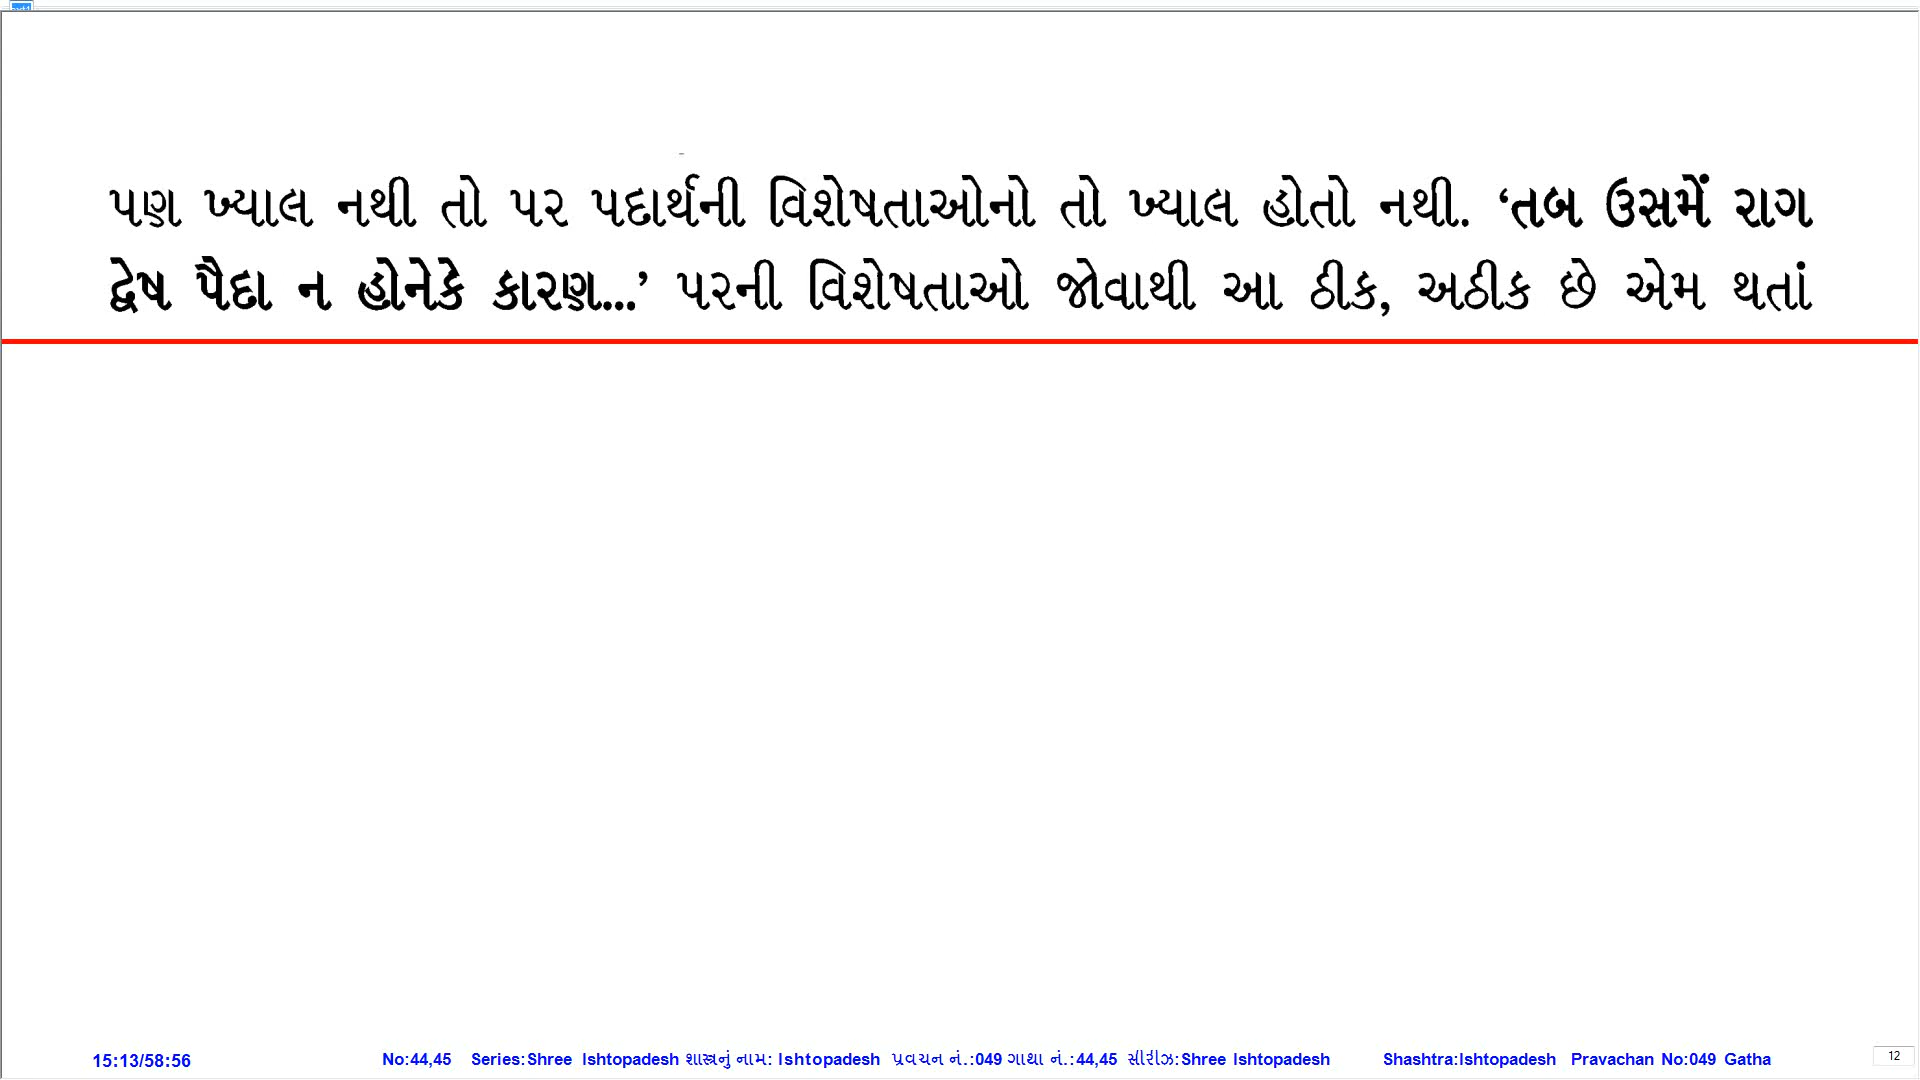 પણ ખ્યાલ નથી તો પર પદાર્થની વિશેષતાઓનો તો ખ્યાલ હોતો નથી. ‘તબ ઉસમેં રાગ
દ્વેષ પૈદા ન હોનેકે કારણ...’ પરની વિશેષતાઓ જોવાથી આ ઠીક, અઠીક છે એમ થતાં
15:13/58:56 No:44,45 Series:Shree Ishtopadesh શાસ્ત્રનું નામ: Ishtopadesh પ્રવચન નં.:049 ગાથા નં.:44,45 સીરીઝ:Shree Ishtopadesh Shashtra:Ishtopadesh Pravachan No:049 Gatha 12